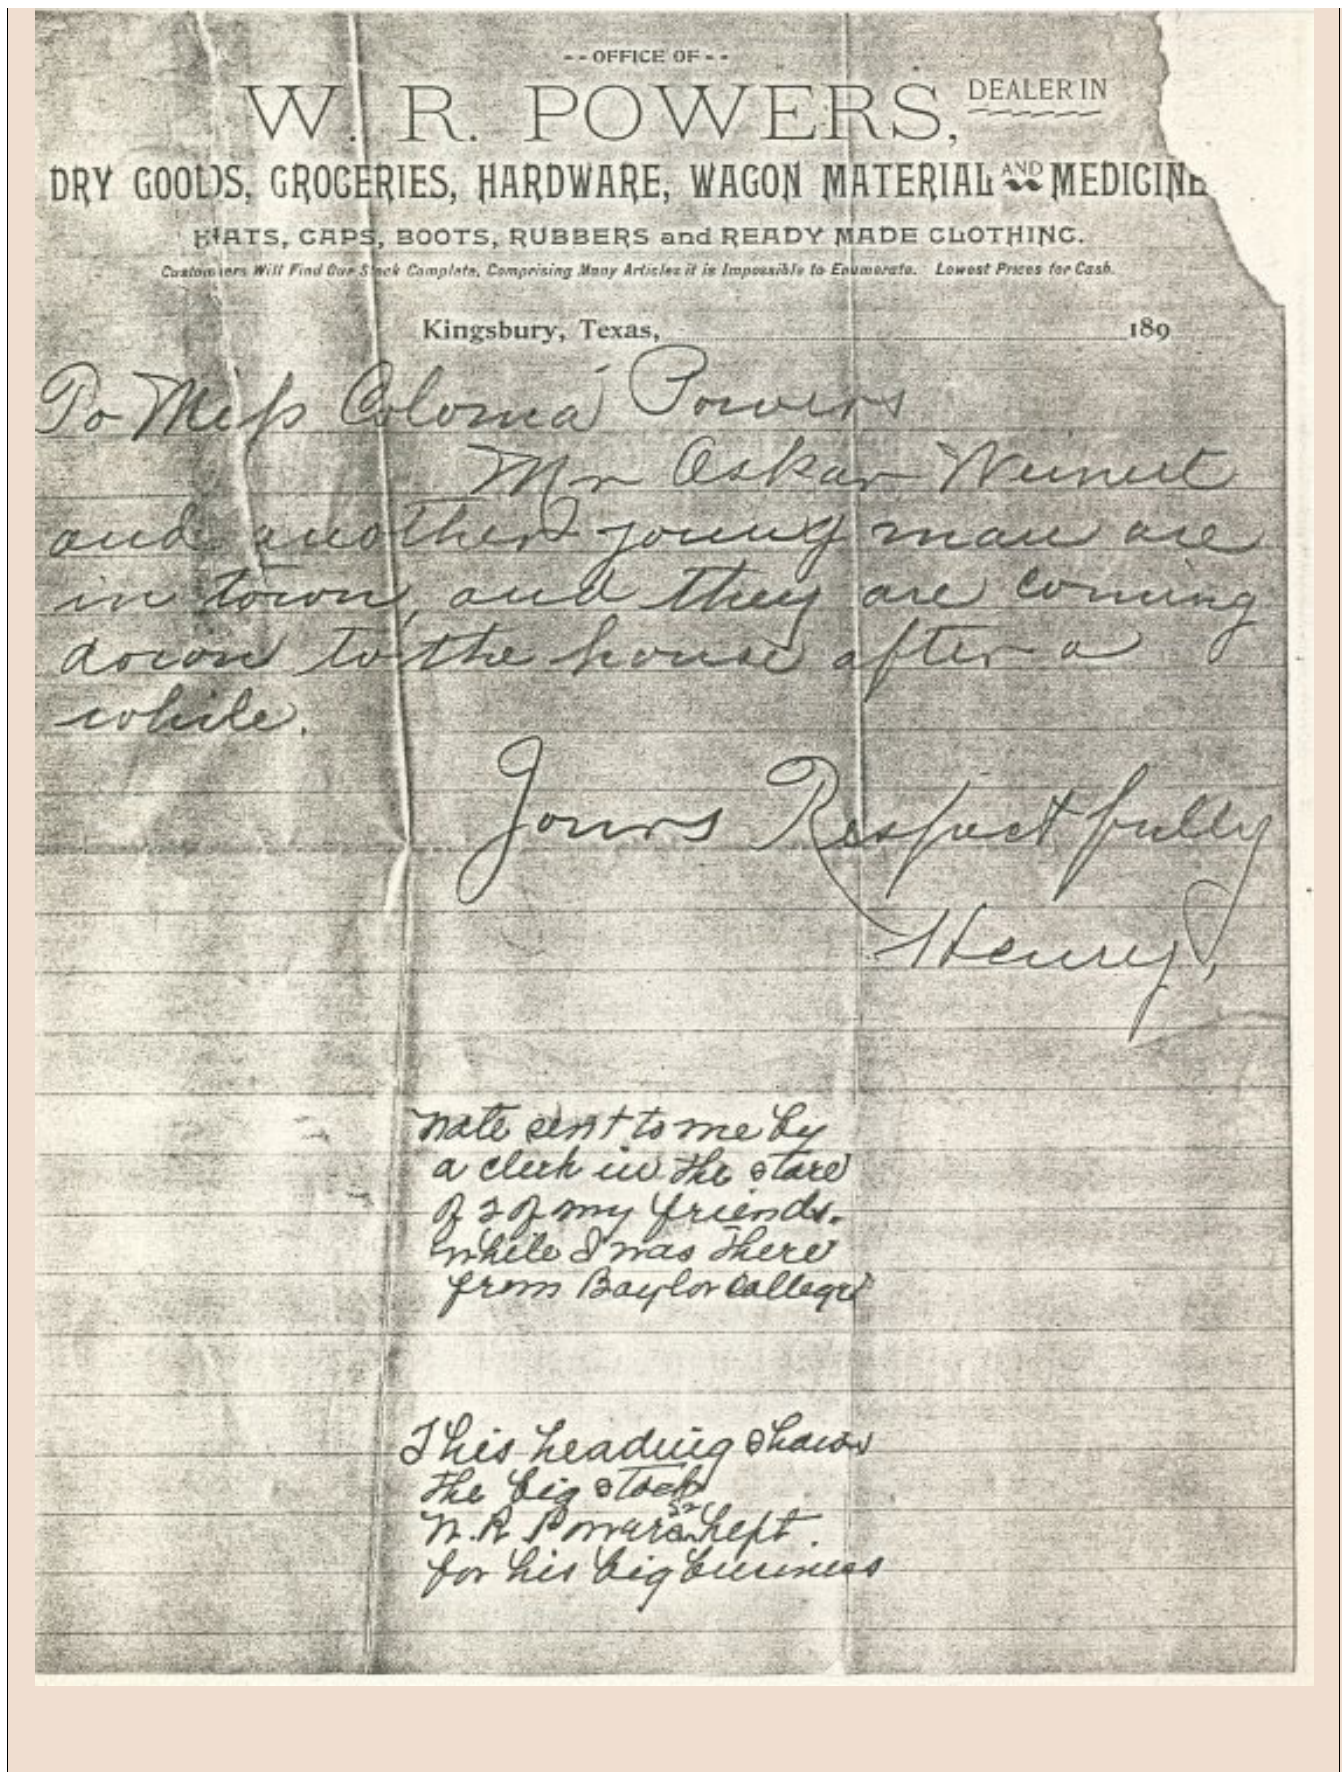 --OFFICE OF--
W. R. POWERS, DEALER IN
DRY GOODS, GROCERIES, HARDWARE, WAGON MATERIAL AND MEDICINE
HATS, CAPS, BOOTS, RUBBERS and READY MADE CLOTHING.
Customers Will Find Our Stock Complete, Comprising Many Articles it is Impossible to Enumerate. Lowest Prices for Cash.
Kingsbury, Texas, 189
To Miss Coloma Powers
Mr Oskar Weinert
and another young man are
in town, and they are coming
down to the house after a
while.
Yours Respectfully
Henry,
Note sent to me by
a clerk in the store
of 2 of my friends.
While I was there
from Baylor College
This heading shows
the big stock
W. R. Powers Sr kept
for his big business